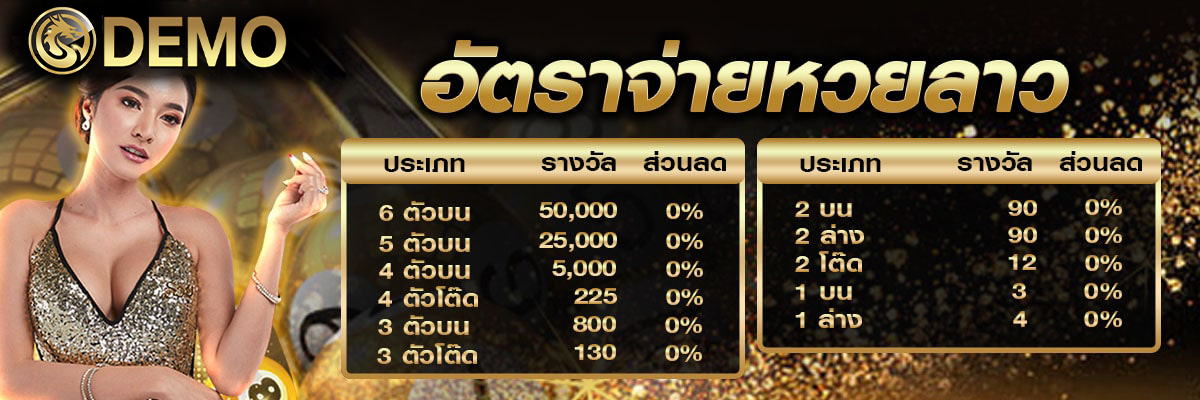 DEMO
อัตราจ่ายหวยลาว
ประเภท รางวัล ส่วนลด
6 ตัวบน 50,000 0%
5 ตัวบน 25,000 0%
4 ตัวบน 5,000 0%
4 ตัวโต๊ด 225 0%
3 ตัวบน 800 0%
3 ตัวโต๊ด 130 0%
ประเภท รางวัล ส่วนลด
2 บน 90 0%
2 ล่าง 90 0%
2 โต๊ด 12 0%
1 บน 3 0%
1 ล่าง 4 0%
8